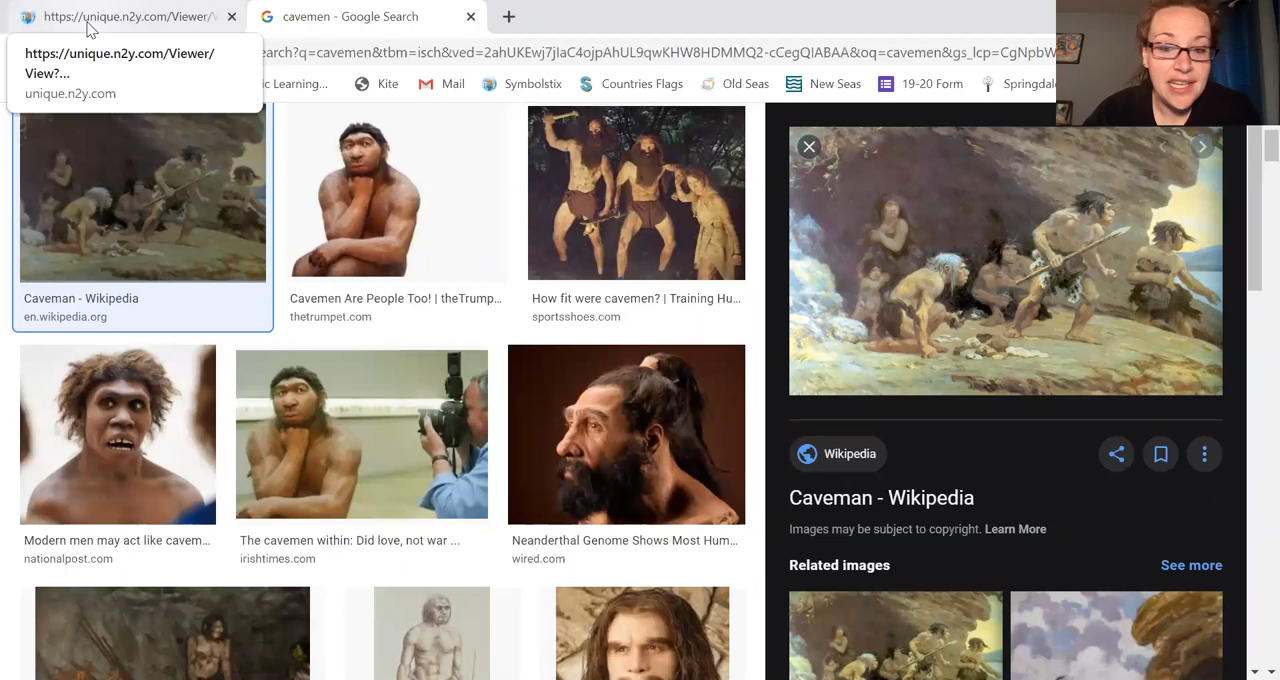 https://unique.n2y.com/Viewer/V
cavemen - Google Search
https://unique.n2y.com/Viewer/
View?...
unique.n2y.com
earch?q=cavemen&tbm=isch&ved=2ahUKEwj7jIaC4ojpAhUL9qwKHW8HDMMQ2-cCegQIABAA&oq=cavemen&gs_lcp=CgNpbW
ic Learning...
Kite
Mail
Symbolstix
Countries Flags
Old Seas
New Seas
19-20 Form
Springdale
Caveman - Wikipedia
en.wikipedia.org
Cavemen Are People Too! | theTrump...
thetrumpet.com
How fit were cavemen? | Training Hu...
sportsshoes.com
Modern men may act like cavem...
nationalpost.com
The cavemen within: Did love, not war ...
irishtimes.com
Neanderthal Genome Shows Most Hum...
wired.com
Wikipedia
Caveman - Wikipedia
Images may be subject to copyright. Learn More
Related images
See more